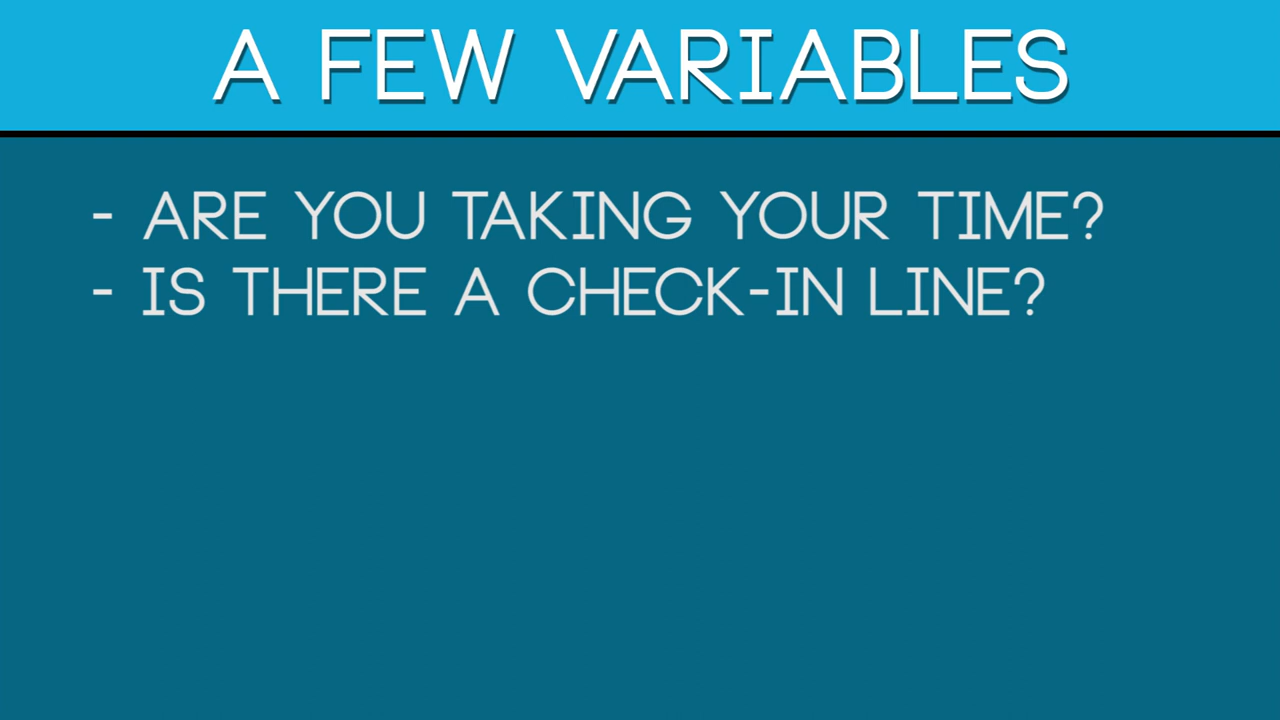 A FEW VARIABLES
- ARE YOU TAKING YOUR TIME?
- IS THERE A CHECK-IN LINE?